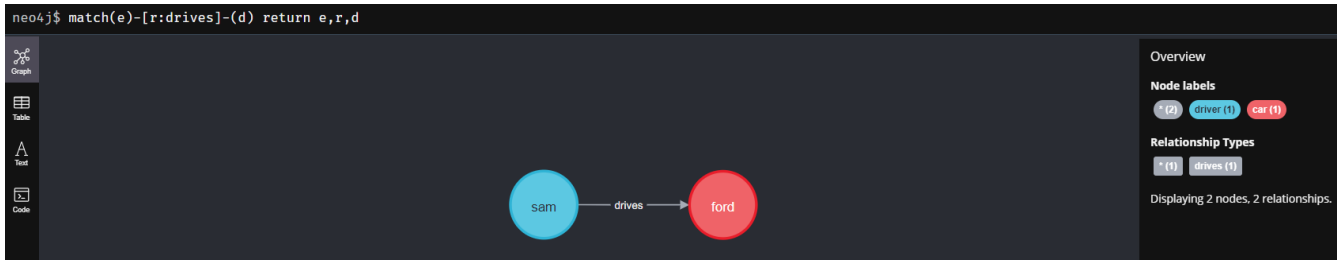 neo4j$ match(e)-[r:drives]-(d) return e,r,d
Graph
Table
Text
Code
sam
drives
ford
Overview
Node labels
* (2) driver (1) car (1)
Relationship Types
* (1) drives (1)
Displaying 2 nodes, 2 relationships.